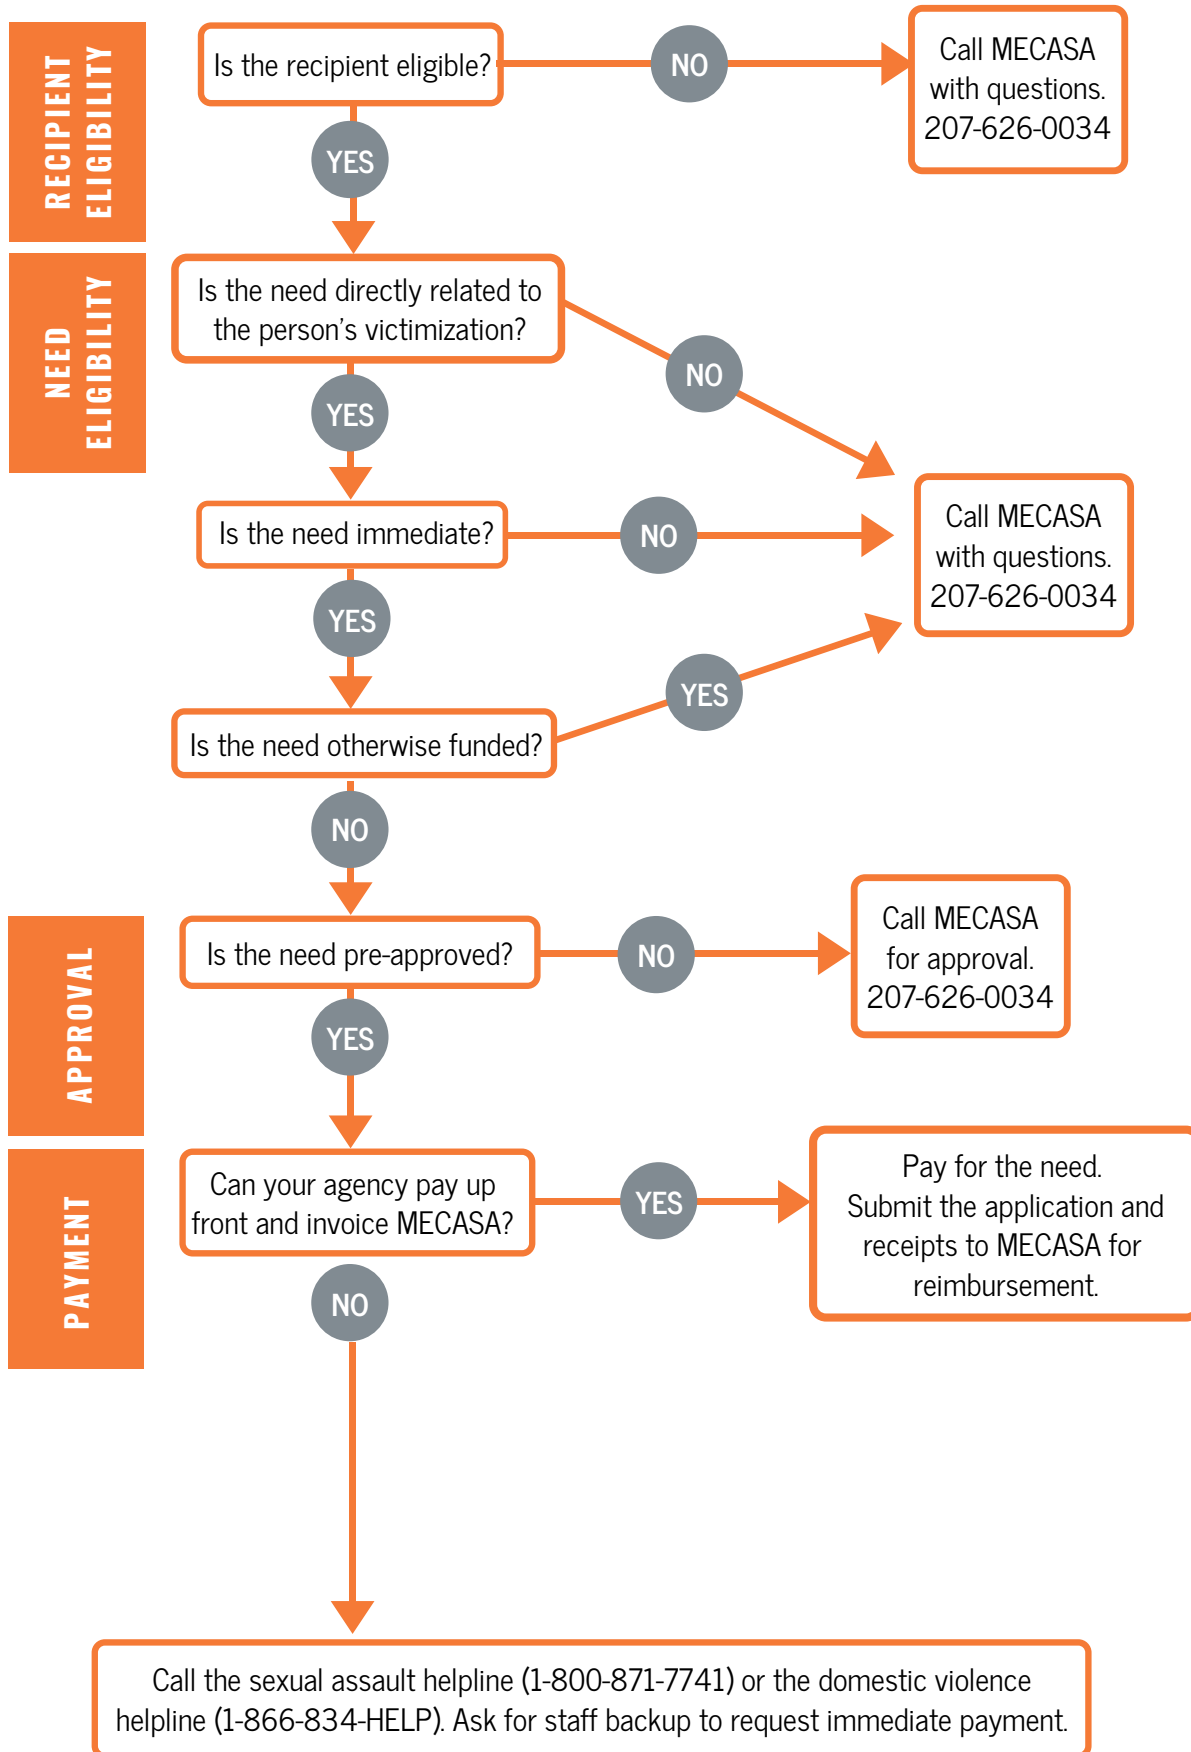 RECIPIENT
ELIGIBILITY
Is the recipient eligible?
NO
Call MECASA
with questions.
207-626-0034
YES
NEED
ELIGIBILITY
Is the need directly related to
the person's victimization?
NO
YES
Is the need immediate?
NO
Call MECASA
with questions.
207-626-0034
YES
Is the need otherwise funded?
YES
NO
APPROVAL
Is the need pre-approved?
NO
Call MECASA
for approval.
207-626-0034
YES
PAYMENT
Can your agency pay up
front and invoice MECASA?
YES
Pay for the need.
Submit the application and
receipts to MECASA for
reimbursement.
NO
Call the sexual assault helpline (1-800-871-7741) or the domestic violence
helpline (1-866-834-HELP). Ask for staff backup to request immediate payment.